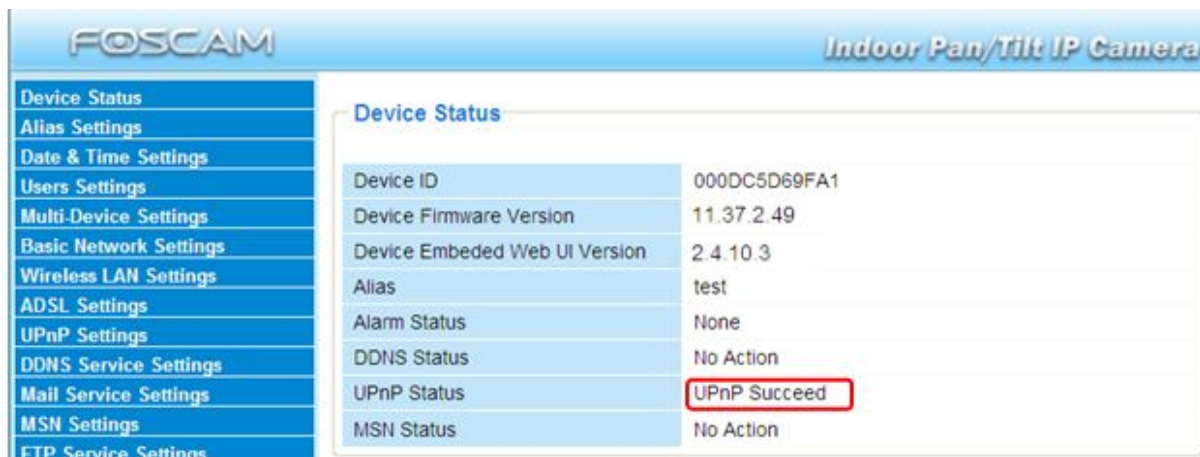 FOSCAM
Indoor Pan/Tilt IP Camera
Device Status
Alias Settings
Date & Time Settings
Users Settings
Multi-Device Settings
Basic Network Settings
Wireless LAN Settings
ADSL Settings
UPnP Settings
DDNS Service Settings
Mail Service Settings
MSN Settings
FTP Service Settings
Device Status
Device ID 000DC5D69FA1
Device Firmware Version 11.37.2.49
Device Embeded Web UI Version 2.4.10.3
Alias test
Alarm Status None
DDNS Status No Action
UPnP Status UPnP Succeed
MSN Status No Action